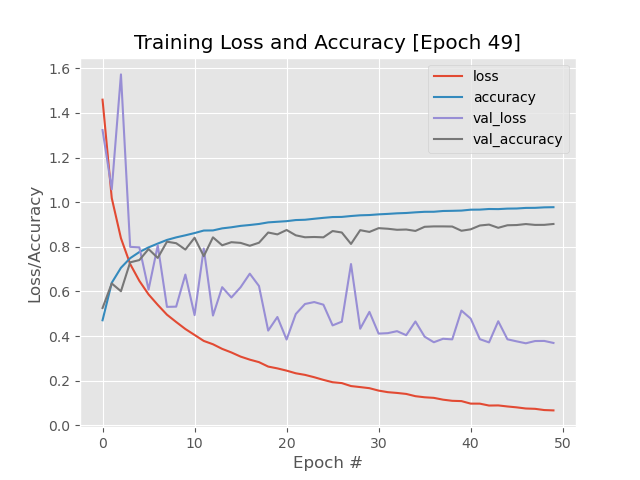 Training Loss and Accuracy [Epoch 49]
loss
accuracy
val_loss
val_accuracy
Loss/Accuracy
1.6
1.4
1.2
1.0
0.8
0.6
0.4
0.2
0.0
0 10 20 30 40 50
Epoch #